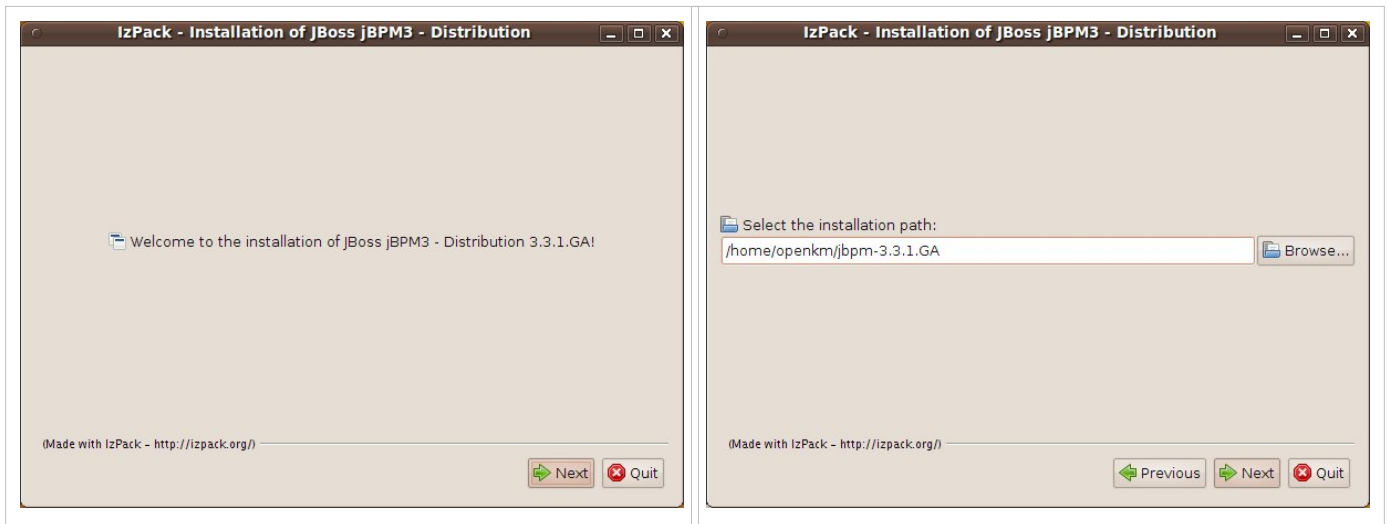 IzPack - Installation of JBoss jBPM3 - Distribution
Welcome to the installation of JBoss jBPM3 - Distribution 3.3.1.GA!
(Made with IzPack - http://izpack.org/)
Next
Quit
IzPack - Installation of JBoss jBPM3 - Distribution
Select the installation path:
/home/openkm/jbpm-3.3.1.GA
Browse...
(Made with IzPack - http://izpack.org/)
Previous
Next
Quit